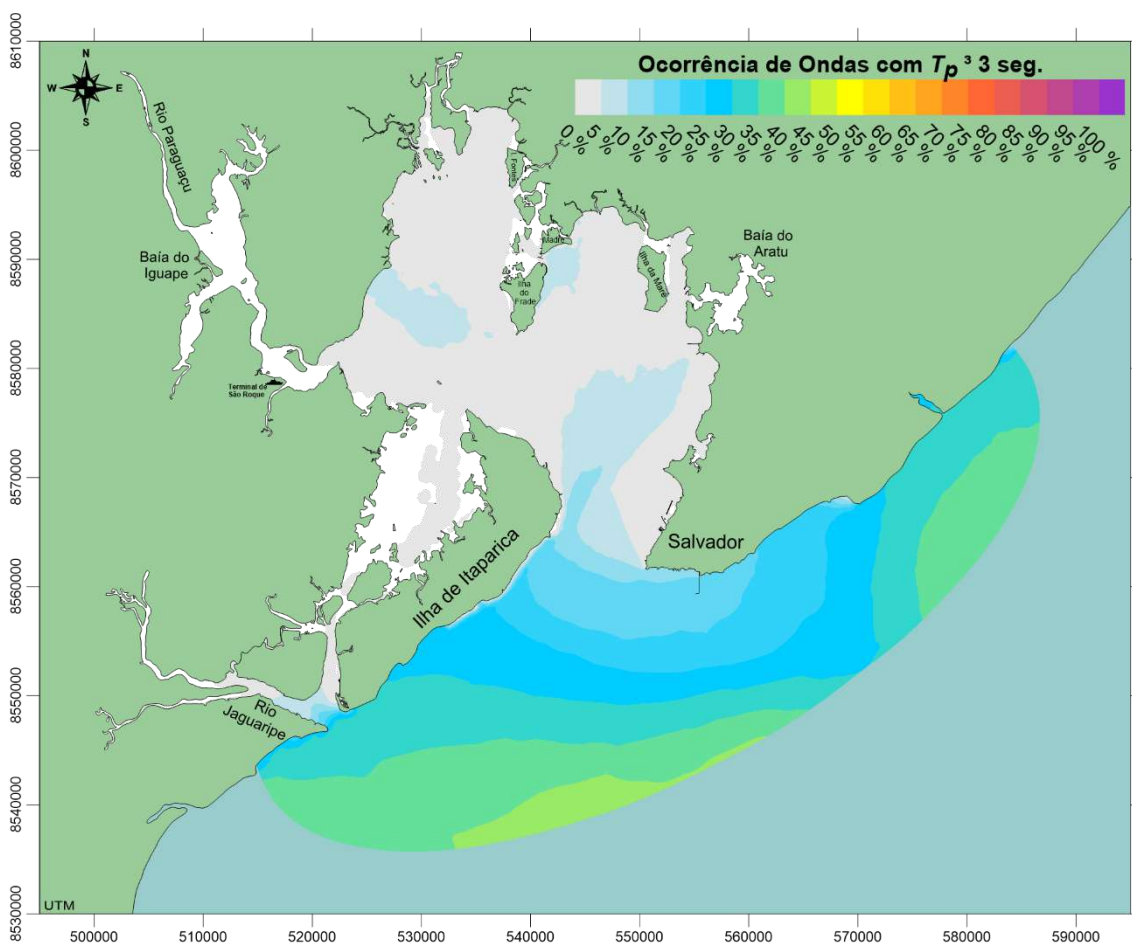 Ocorrência de Ondas com Tp ³ 3 seg.
0 %
5 %
10 %
15 %
20 %
25 %
30 %
35 %
40 %
45 %
50 %
55 %
60 %
65 %
70 %
75 %
80 %
85 %
90 %
95 %
100 %
N
W
E
S
Rio Paraguaçu
Baía do
Iguape
Terminal de
São Roque
Fontes
Madre
Ilha
do
Frade
Ilha da Maré
Baía do
Aratu
Salvador
Ilha de Itaparica
Rio
Jaguaripe
UTM
8610000
8600000
8590000
8580000
8570000
8560000
8550000
8540000
8530000
500000
510000
520000
530000
540000
550000
560000
570000
580000
590000